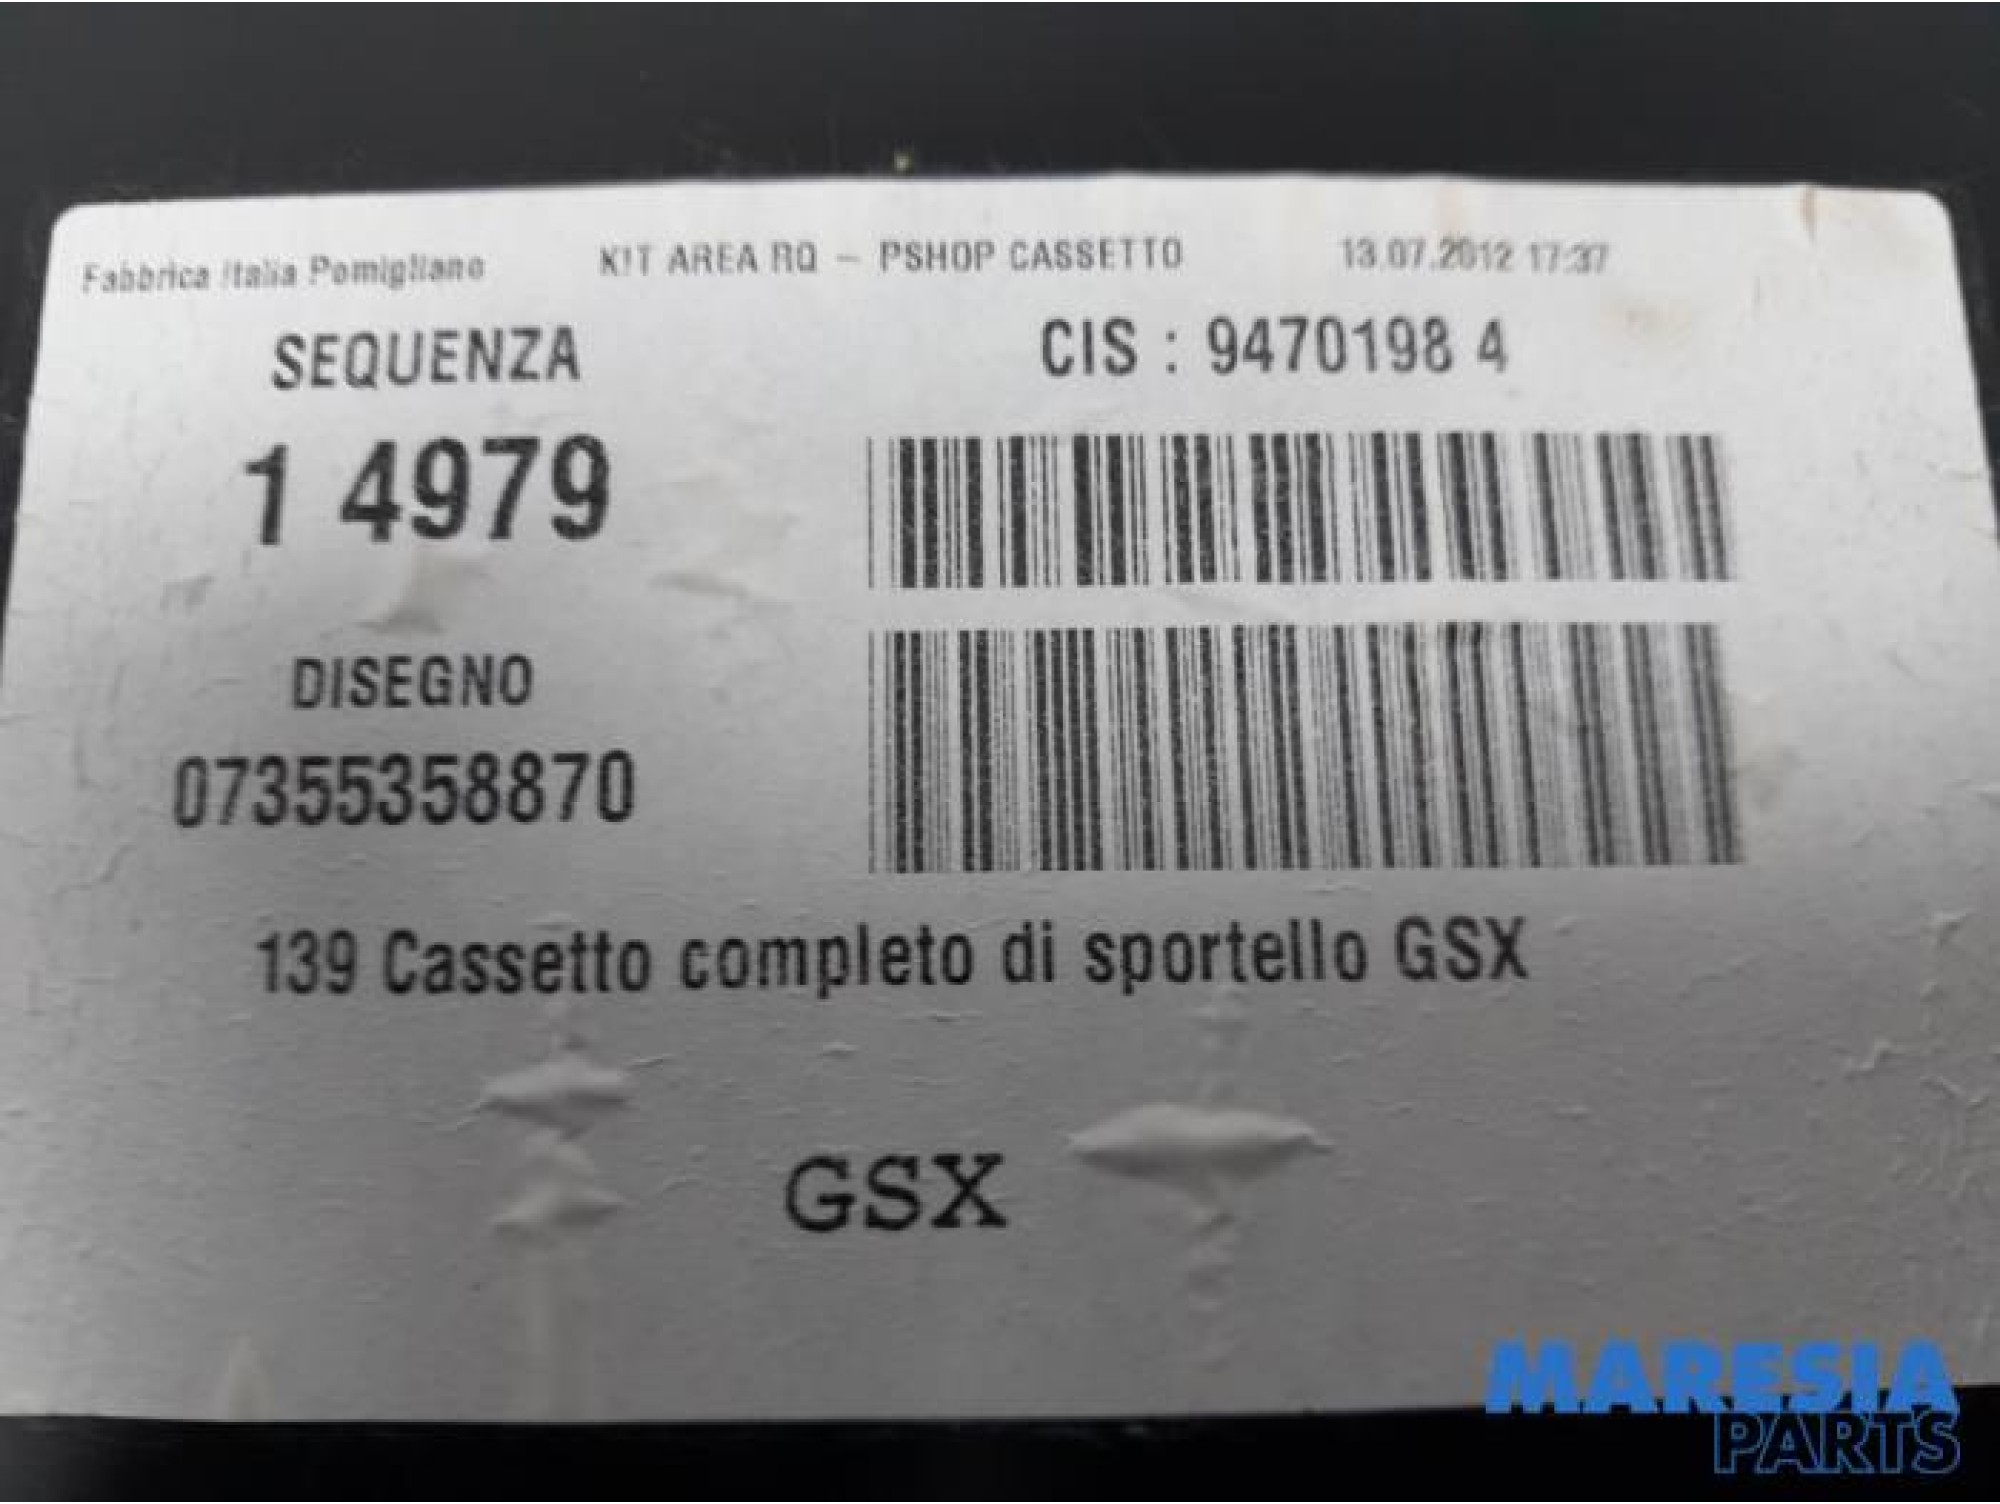 Fabbrica Italia Pomigliano KIT AREA RQ – PSHOP CASSETTO 13.07.2012 17:37
SEQUENZA CIS : 9470198 4
1 4979
DISEGNO
07355358870
139 Cassetto completo di sportello GSX
GSX
MARESIA
PARTS